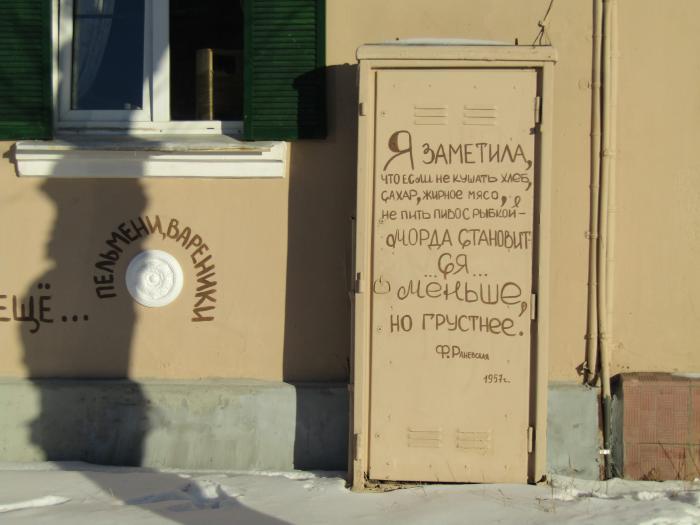 ПЕЛЬМЕНИ, ВАРЕНИКИ
ЕЩЁ...
Я ЗАМЕТИЛА,
ЧТО ЕСЛИ НЕ КУШАТЬ ХЛЕБ,
САХАР, ЖИРНОЕ МЯСО,
НЕ ПИТЬ ПИВО С РЫБКОЙ –
МОРДА СТАНОВИТ-
СЯ...
... МЕНЬШЕ,
НО ГРУСТНЕЕ.
Ф. Раневская
1957г.